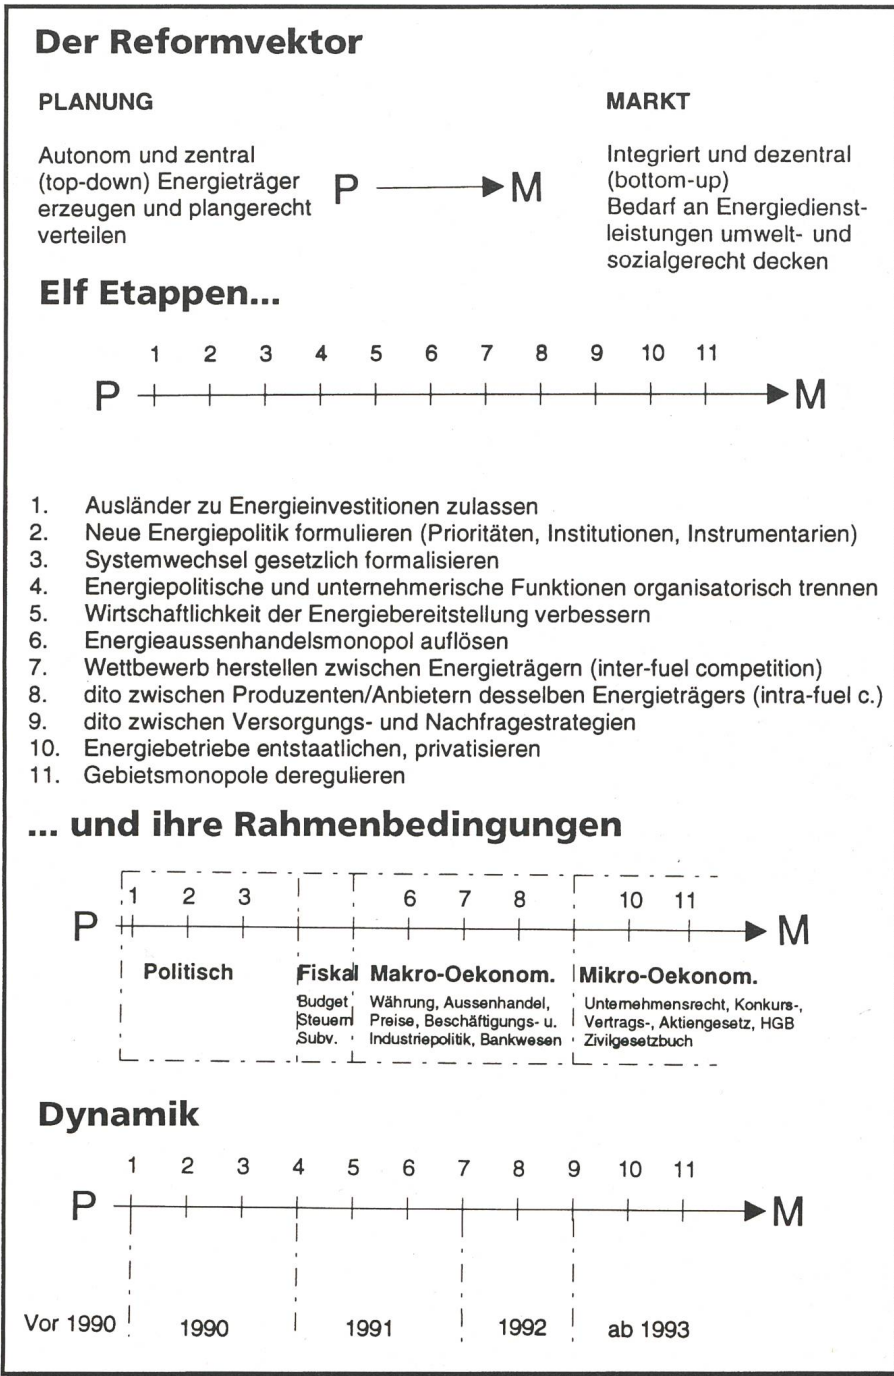 Der Reformvektor
PLANUNG
Autonom und zentral
(top-down) Energieträger
erzeugen und plangerecht
verteilen
P M
MARKT
Integriert und dezentral
(bottom-up)
Bedarf an Energiedienst-
leistungen umwelt- und
sozialgerecht decken
Elf Etappen...
1 2 3 4 5 6 7 8 9 10 11
P M
1. Ausländer zu Energieinvestitionen zulassen
2. Neue Energiepolitik formulieren (Prioritäten, Institutionen, Instrumentarien)
3. Systemwechsel gesetzlich formalisieren
4. Energiepolitische und unternehmerische Funktionen organisatorisch trennen
5. Wirtschaftlichkeit der Energiebereitstellung verbessern
6. Energieaussenhandelsmonopol auflösen
7. Wettbewerb herstellen zwischen Energieträgern (inter-fuel competition)
8. dito zwischen Produzenten/Anbietern desselben Energieträgers (intra-fuel c.)
9. dito zwischen Versorgungs- und Nachfragestrategien
10. Energiebetriebe entstaatlichen, privatisieren
11. Gebietsmonopole deregulieren
... und ihre Rahmenbedingungen
1 2 3 6 7 8 10 11
P M
Politisch
Fiskal
Budget
Steuern
Subv.
Makro-Oekonom.
Währung, Aussenhandel,
Preise, Beschäftigungs- u.
Industriepolitik, Bankwesen
Mikro-Oekonom.
Unternehmensrecht, Konkurs-,
Vertrags-, Aktiengesetz, HGB
Zivilgesetzbuch
Dynamik
1 2 3 4 5 6 7 8 9 10 11
P M
Vor 1990 1990 1991 1992 ab 1993